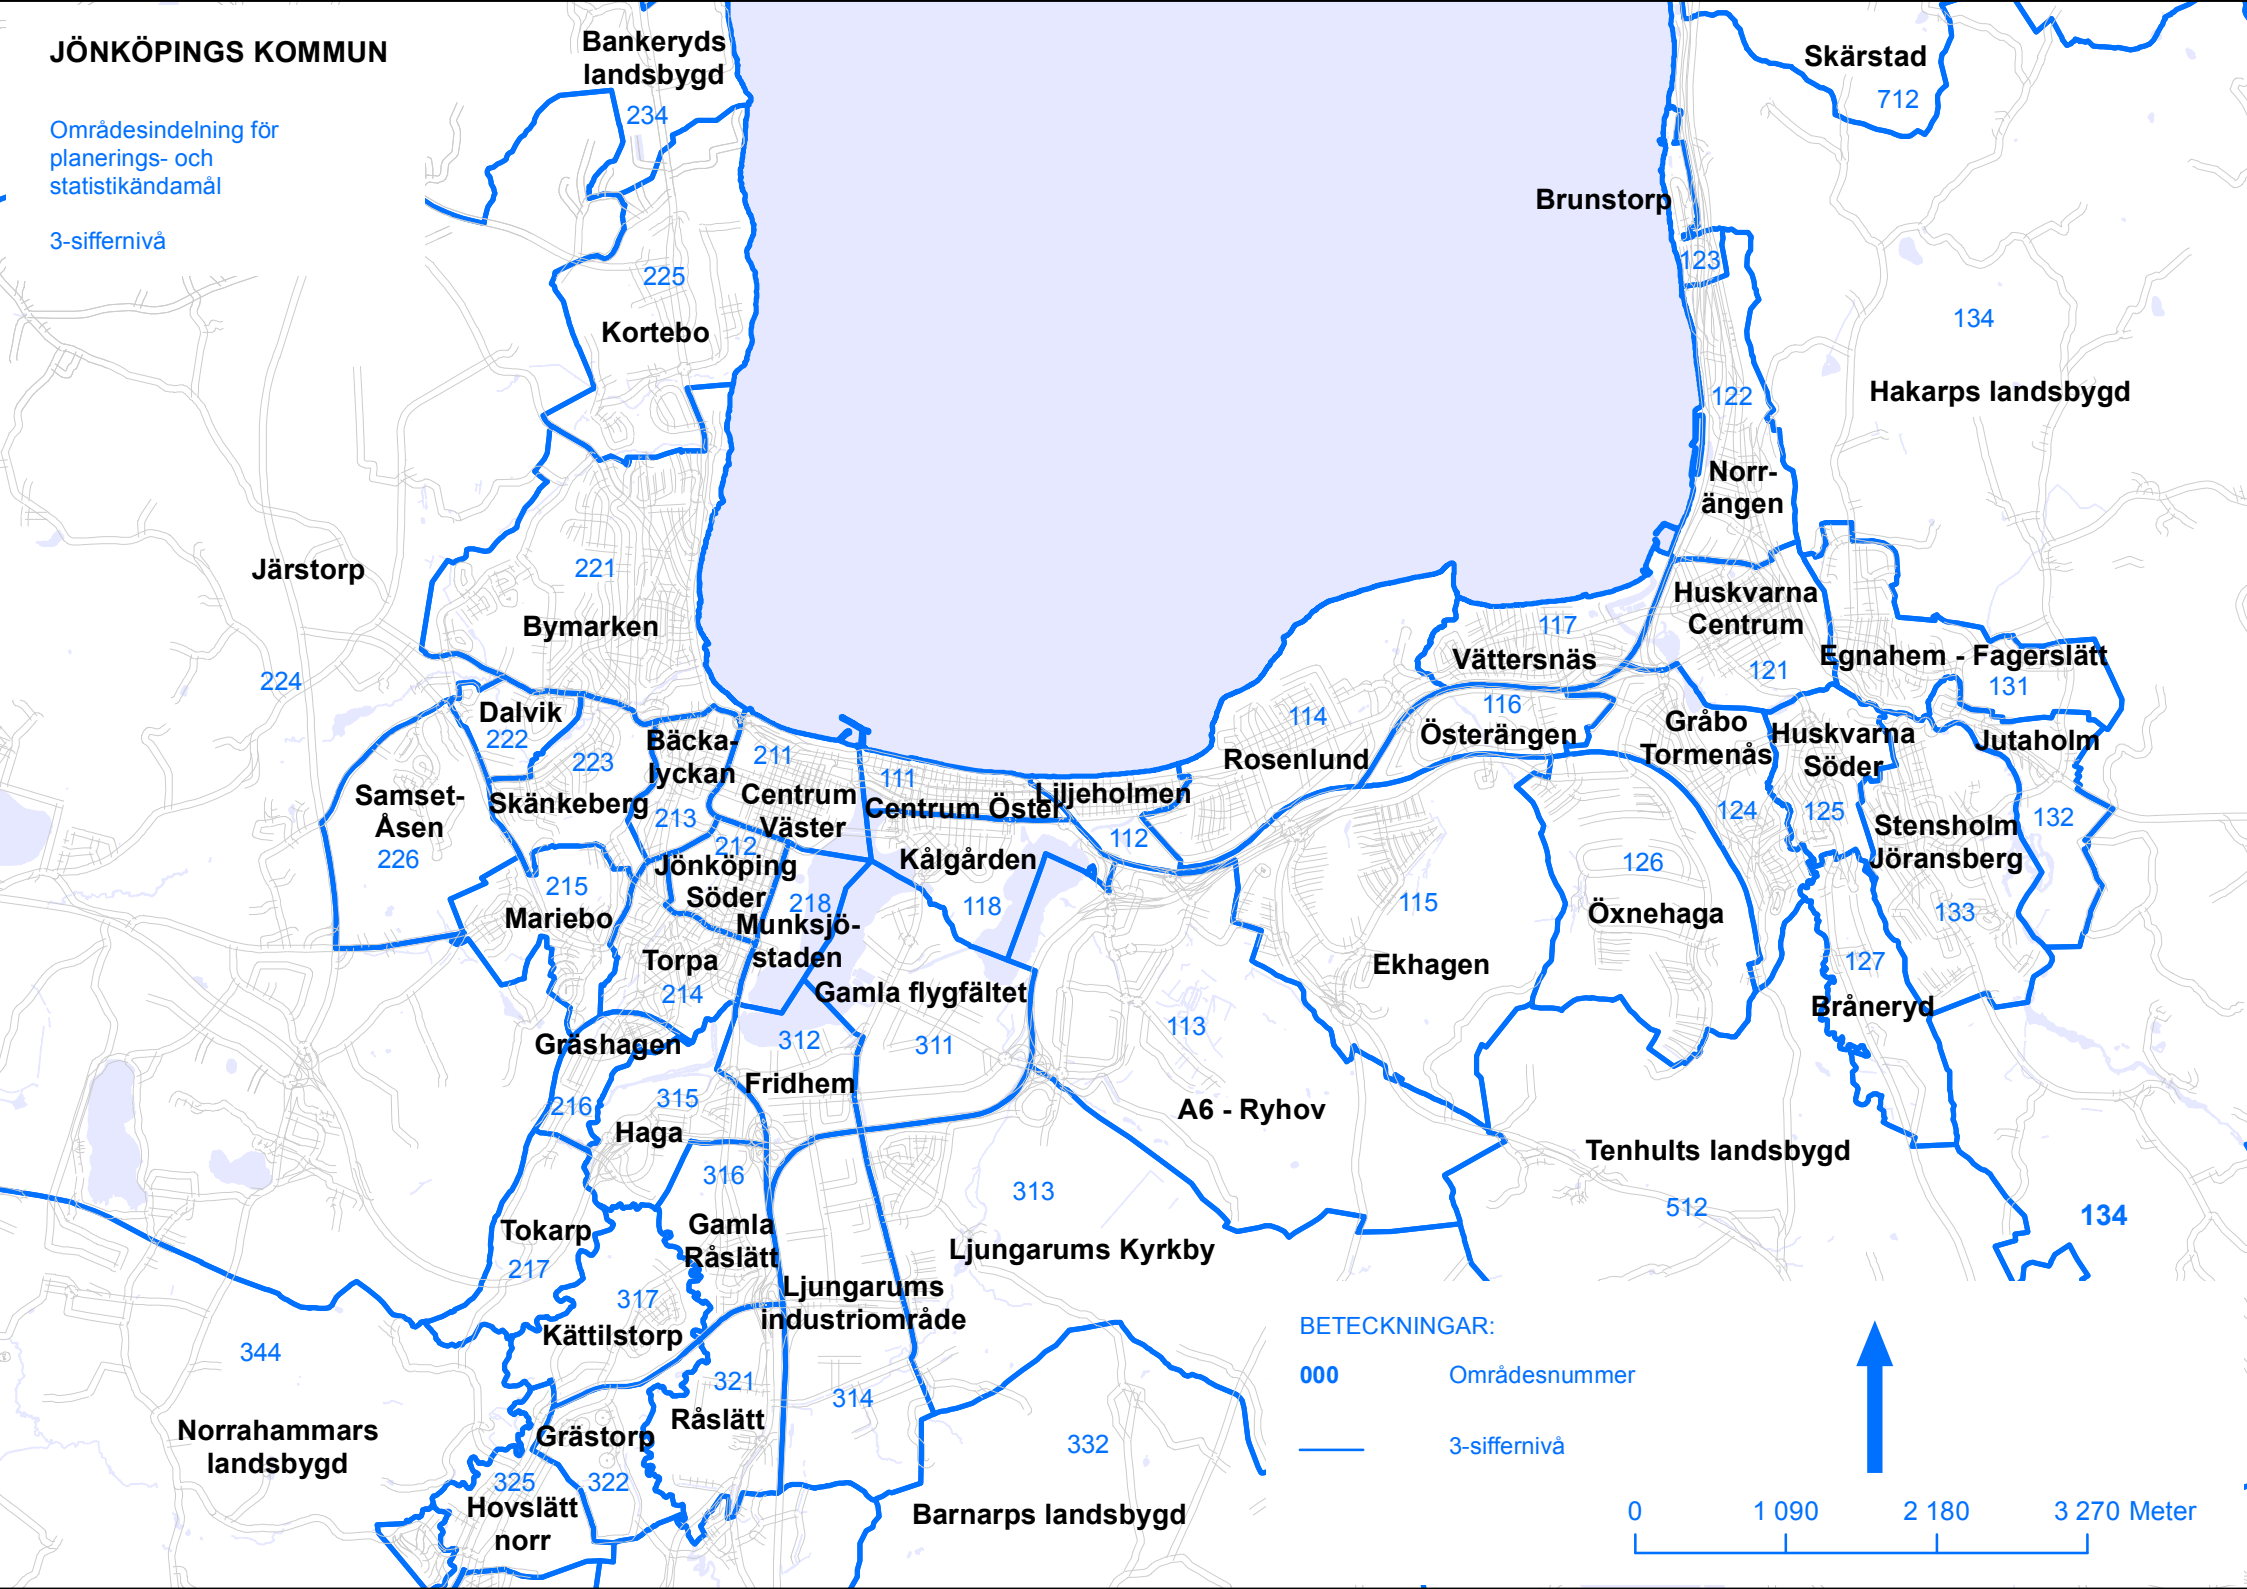 JÖNKÖPINGS KOMMUN
Områdesindelning för
planerings- och
statistikändamål
3-siffernivå
Bankeryds
landsbygd
234
Skärstad
712
Brunstorp
123
225
Kortebo
134
Hakarps landsbygd
122
Norr-
ängen
Järstorp
224
221
Bymarken
Huskvarna
Centrum
121
117
Vättersnäs
Egnahem - Fagerslätt
131
116
Österängen
114
Rosenlund
Gråbo
Tormenås
124
Huskvarna
Söder
125
Jutaholm
132
Dalvik
222
223
Skänkeberg
Bäcka-
lyckan
213
211
Centrum
Väster
111
Centrum Öster
Liljeholmen
112
Samset-
Åsen
226
212
Jönköping
Söder
Kålgården
118
218
Munksjö-
staden
215
Mariebo
Torpa
214
115
Ekhagen
126
Öxnehaga
Stensholm
Jöransberg
133
127
Bråneryd
Gamla flygfältet
311
312
Fridhem
113
A6 - Ryhov
Gräshagen
216
315
Haga
316
Gamla
Råslätt
313
Ljungarums Kyrkby
Tenhults landsbygd
512
134
Tokarp
217
317
Kättilstorp
Ljungarums
industriområde
314
344
Norrahammars
landsbygd
321
Råslätt
Grästorp
322
325
Hovslätt
norr
332
Barnarps landsbygd
BETECKNINGAR:
000 Områdesnummer
3-siffernivå
0 1 090 2 180 3 270 Meter